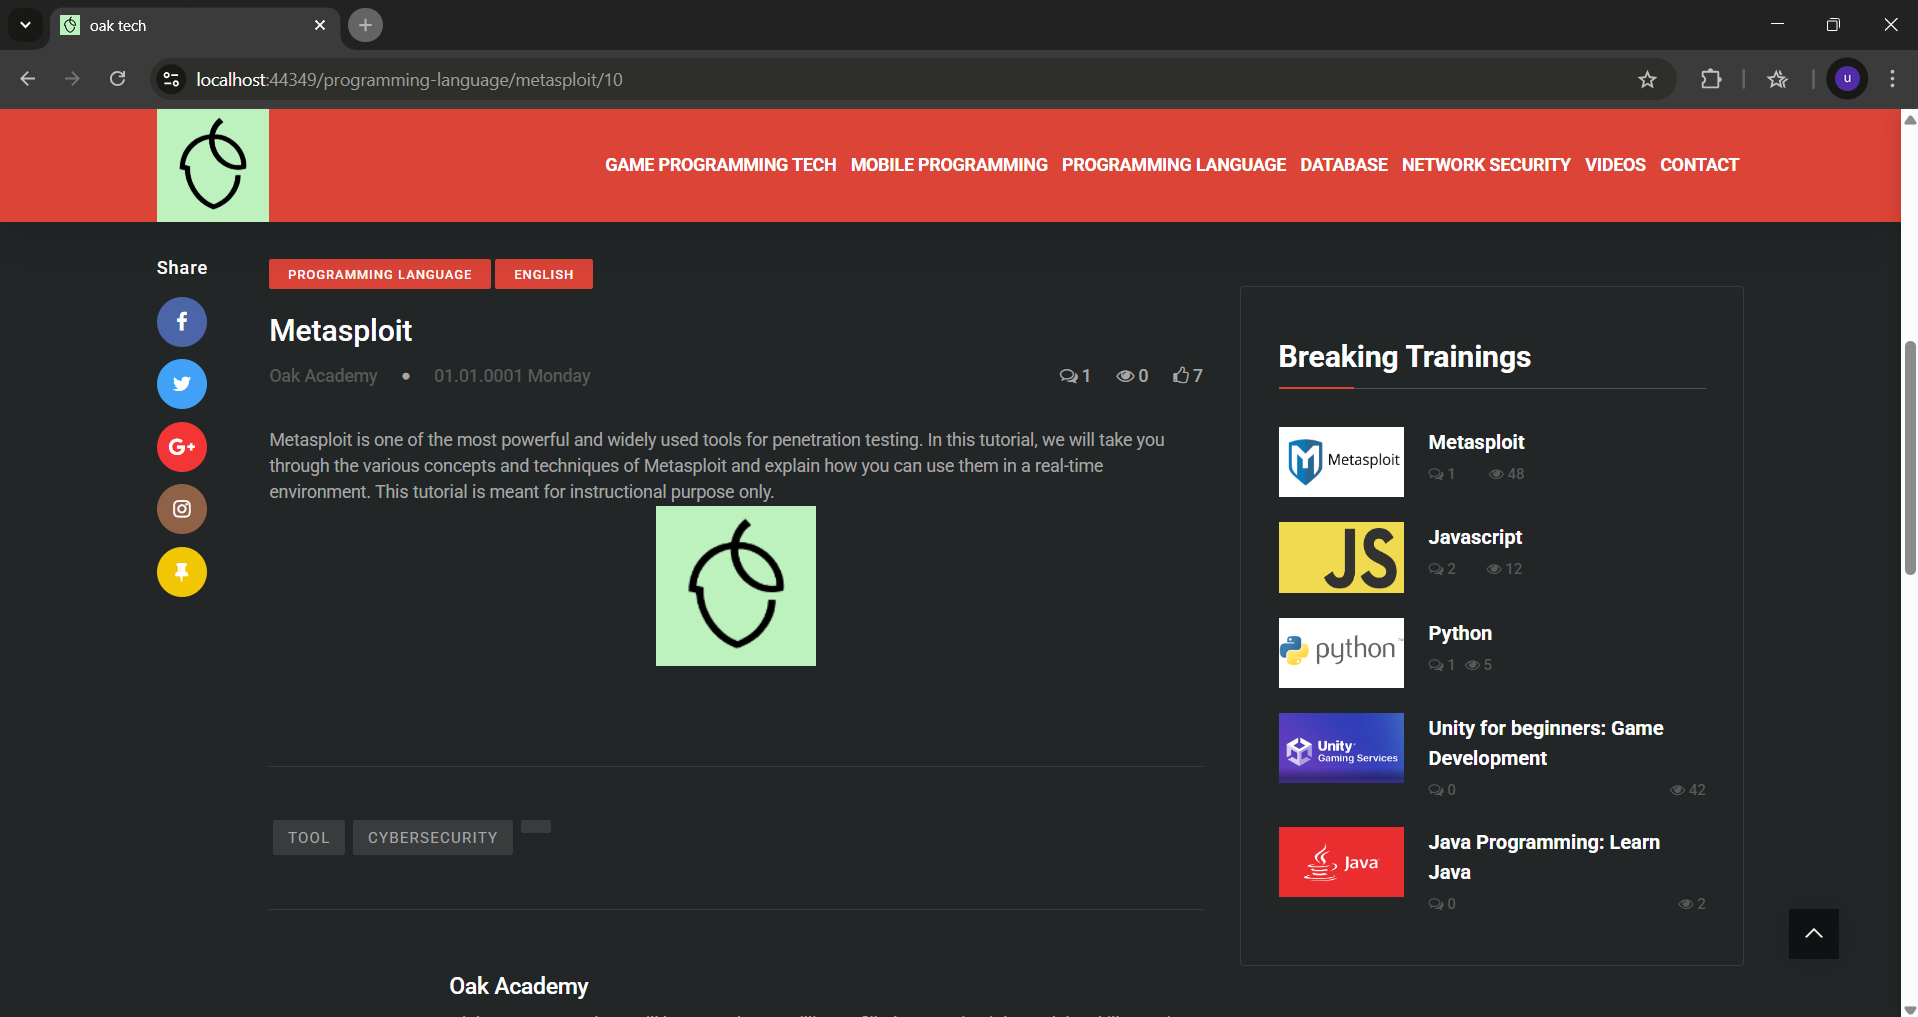 oak tech
localhost:44349/programming-language/metasploit/10
u
GAME PROGRAMMING TECH MOBILE PROGRAMMING PROGRAMMING LANGUAGE DATABASE NETWORK SECURITY VIDEOS CONTACT
Share
PROGRAMMING LANGUAGE ENGLISH
Metasploit
Oak Academy • 01.01.0001 Monday
1 0 7
Metasploit is one of the most powerful and widely used tools for penetration testing. In this tutorial, we will take you
through the various concepts and techniques of Metasploit and explain how you can use them in a real-time
environment. This tutorial is meant for instructional purpose only.
G+
TOOL CYBERSECURITY
Oak Academy
Breaking Trainings
Metasploit
Metasploit
1 48
JS
Javascript
2 12
python™
Python
1 5
Unity
Gaming Services
Unity for beginners: Game
Development
0 42
Java
Java Programming: Learn
Java
0 2